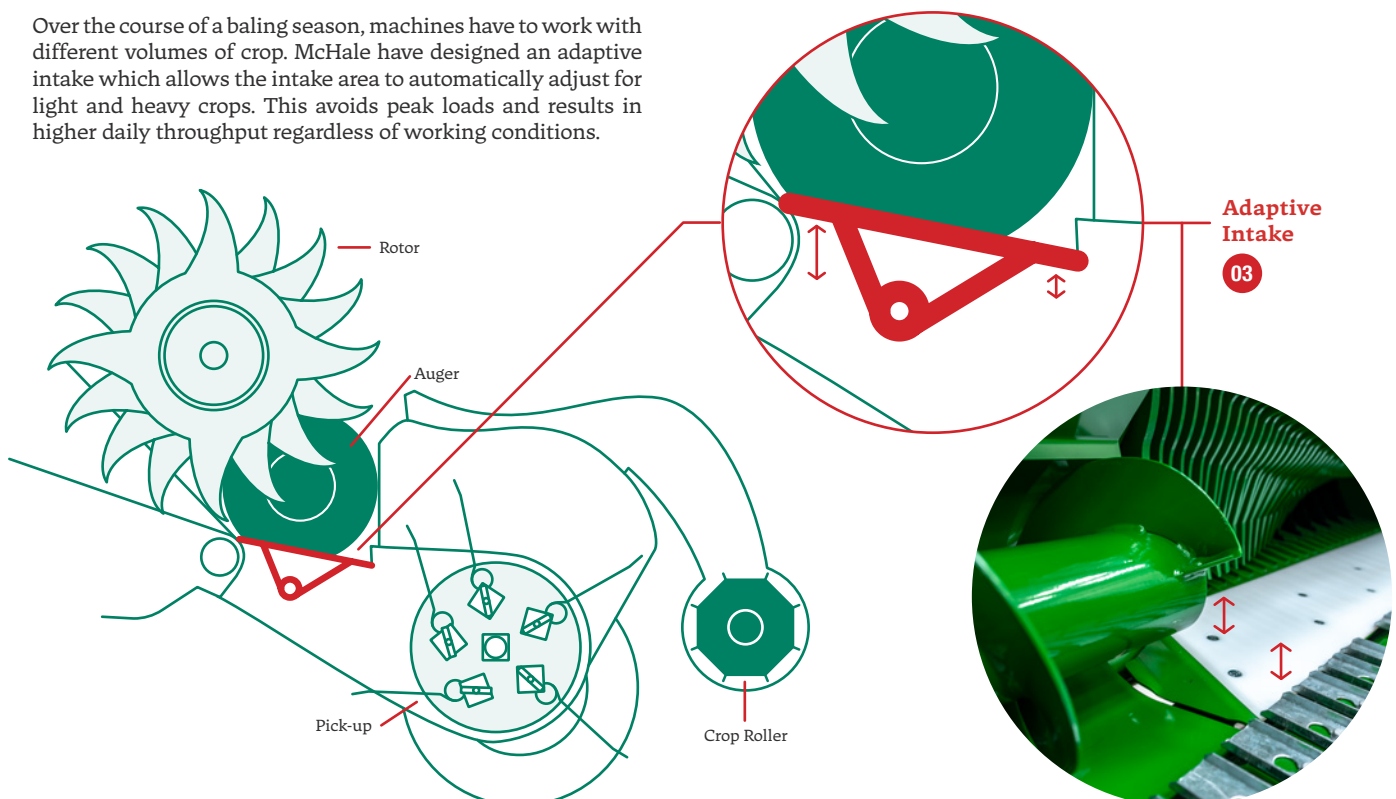 Over the course of a baling season, machines have to work with
different volumes of crop. McHale have designed an adaptive
intake which allows the intake area to automatically adjust for
light and heavy crops. This avoids peak loads and results in
higher daily throughput regardless of working conditions.
Adaptive
Intake
03
Rotor
Auger
Pick-up
Crop Roller